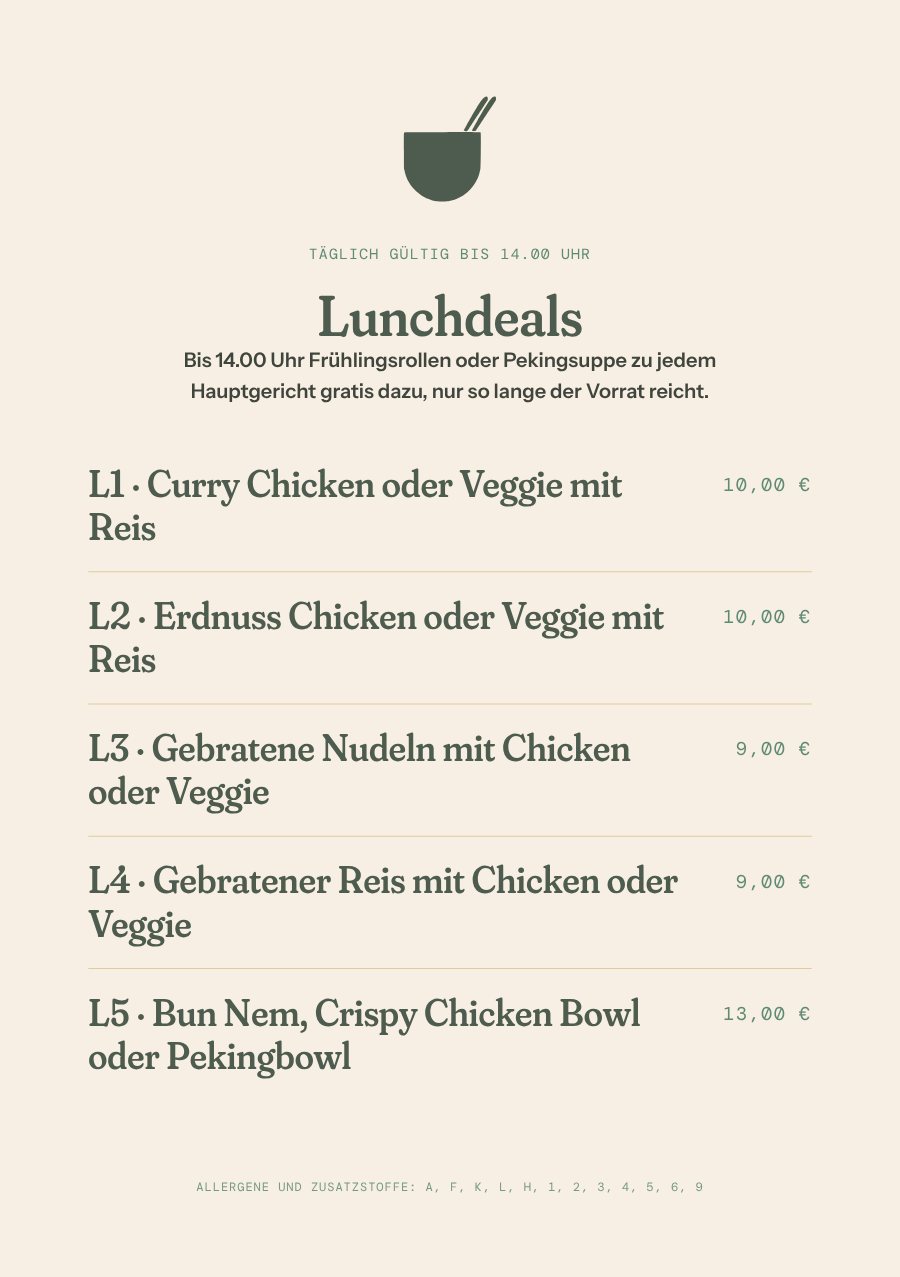 TÄGLICH GÜLTIG BIS 14.00 UHR
Lunchdeals
Bis 14.00 Uhr Frühlingsrollen oder Pekingsuppe zu jedem
Hauptgericht gratis dazu, nur so lange der Vorrat reicht.
L1 · Curry Chicken oder Veggie mit
Reis
10,00 €
L2 · Erdnuss Chicken oder Veggie mit
Reis
10,00 €
L3 · Gebratene Nudeln mit Chicken
oder Veggie
9,00 €
L4 · Gebratener Reis mit Chicken oder
Veggie
9,00 €
L5 · Bun Nem, Crispy Chicken Bowl
oder Pekingbowl
13,00 €
ALLERGENE UND ZUSATZSTOFFE: A, F, K, L, H, 1, 2, 3, 4, 5, 6, 9